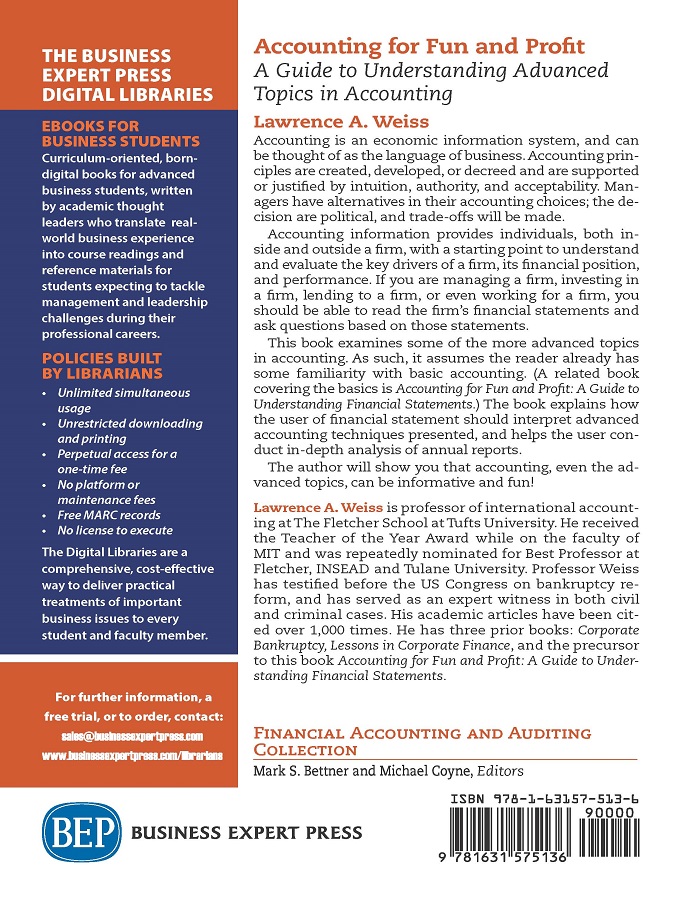 THE BUSINESS
EXPERT PRESS
DIGITAL LIBRARIES
EBOOKS FOR
BUSINESS STUDENTS
Curriculum-oriented, born-
digital books for advanced
business students, written
by academic thought
leaders who translate real-
world business experience
into course readings and
reference materials for
students expecting to tackle
management and leadership
challenges during their
professional careers.
POLICIES BUILT
BY LIBRARIANS
• Unlimited simultaneous
usage
• Unrestricted downloading
and printing
• Perpetual access for a
one-time fee
• No platform or
maintenance fees
• Free MARC records
• No license to execute
The Digital Libraries are a
comprehensive, cost-effective
way to deliver practical
treatments of important
business issues to every
student and faculty member.
For further information, a
free trial, or to order, contact:
sales@businessexpertpress.com
www.businessexpertpress.com/librarians
Accounting for Fun and Profit
A Guide to Understanding Advanced
Topics in Accounting
Lawrence A. Weiss
Accounting is an economic information system, and can
be thought of as the language of business. Accounting prin-
ciples are created, developed, or decreed and are supported
or justified by intuition, authority, and acceptability. Man-
agers have alternatives in their accounting choices; the de-
cision are political, and trade-offs will be made.
Accounting information provides individuals, both in-
side and outside a firm, with a starting point to understand
and evaluate the key drivers of a firm, its financial position,
and performance. If you are managing a firm, investing in
a firm, lending to a firm, or even working for a firm, you
should be able to read the firm's financial statements and
ask questions based on those statements.
This book examines some of the more advanced topics
in accounting. As such, it assumes the reader already has
some familiarity with basic accounting. (A related book
covering the basics is Accounting for Fun and Profit: A Guide to
Understanding Financial Statements.) The book explains how
the user of financial statement should interpret advanced
accounting techniques presented, and helps the user con-
duct in-depth analysis of annual reports.
The author will show you that accounting, even the ad-
vanced topics, can be informative and fun!
Lawrence A. Weiss is professor of international account-
ing at The Fletcher School at Tufts University. He received
the Teacher of the Year Award while on the faculty of
MIT and was repeatedly nominated for Best Professor at
Fletcher, INSEAD and Tulane University. Professor Weiss
has testified before the US Congress on bankruptcy re-
form, and has served as an expert witness in both civil
and criminal cases. His academic articles have been cit-
ed over 1,000 times. He has three prior books: Corporate
Bankruptcy, Lessons in Corporate Finance, and the precursor
to this book Accounting for Fun and Profit: A Guide to Under-
standing Financial Statements.
FINANCIAL ACCOUNTING AND AUDITING
COLLECTION
Mark S. Bettner and Michael Coyne, Editors
BEP BUSINESS EXPERT PRESS
ISBN 978-1-63157-513-6
90000
9 781631 575136